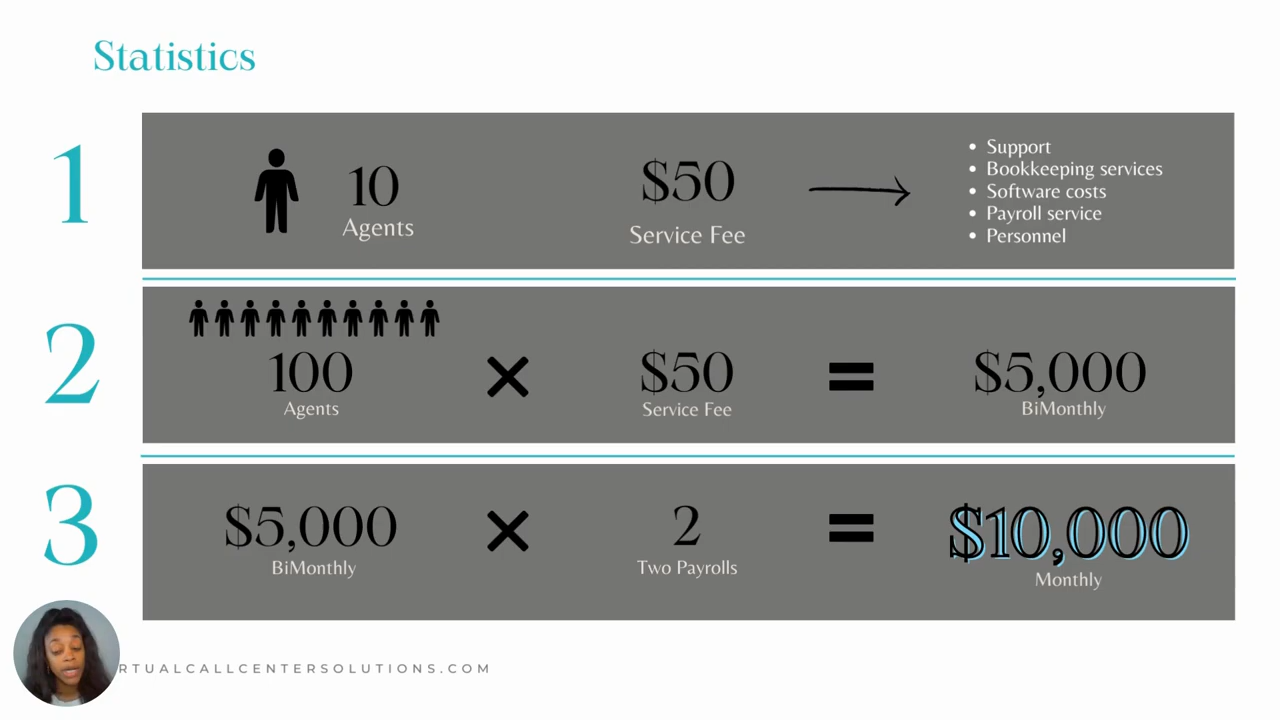 Statistics
1
10
Agents
$50
Service Fee
• Support
• Bookkeeping services
• Software costs
• Payroll service
• Personnel
2
100
Agents
$50
Service Fee
=
$5,000
BiMonthly
3
$5,000
BiMonthly
2
Two Payrolls
=
$10,000
Monthly
RTUALCALLCENTERSOLUTIONS.COM